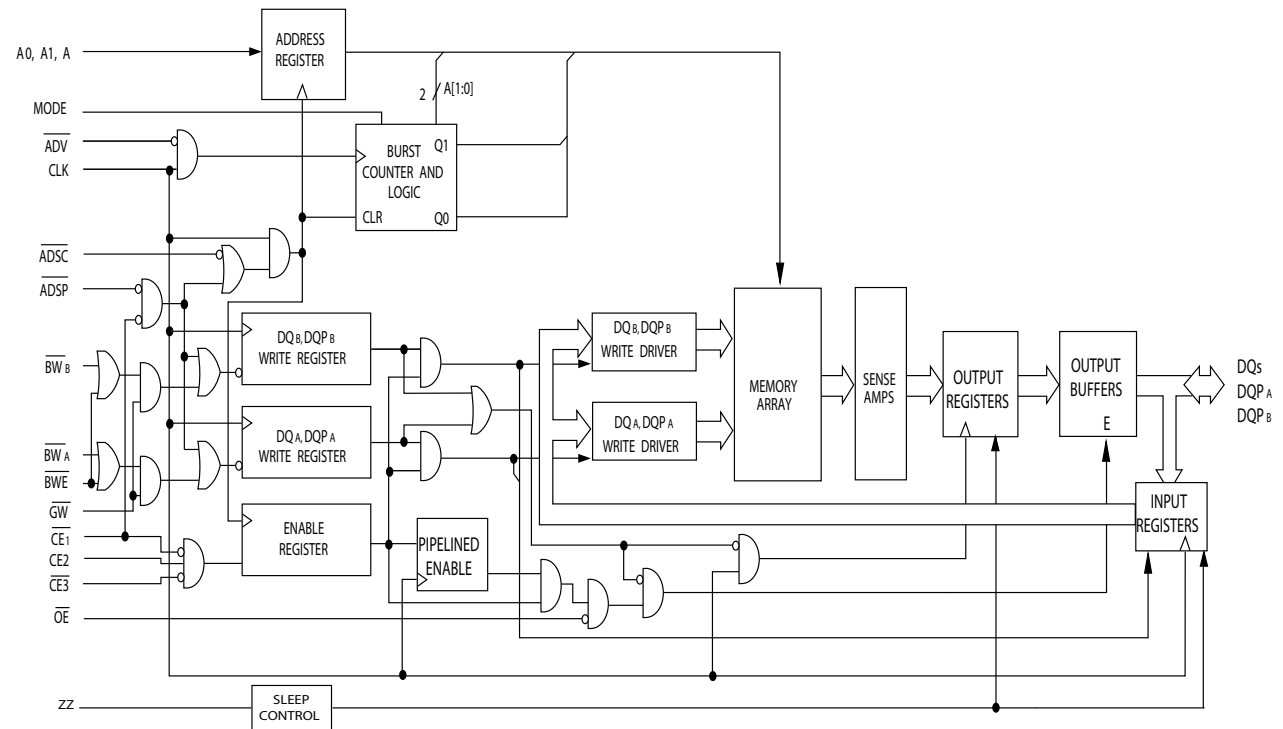 A0, A1, A
ADDRESS
REGISTER
2
A[1:0]
MODE
ADV
CLK
BURST
COUNTER AND
LOGIC
Q1
CLR
Q0
ADSC
ADSP
DQB, DQPB
WRITE REGISTER
DQB, DQPB
WRITE DRIVER
MEMORY
ARRAY
SENSE
AMPS
OUTPUT
REGISTERS
OUTPUT
BUFFERS
E
DQs
DQPA
DQPB
BWB
DQA, DQPA
WRITE REGISTER
DQA, DQPA
WRITE DRIVER
BWA
BWE
GW
CE1
CE2
CE3
ENABLE
REGISTER
PIPELINED
ENABLE
INPUT
REGISTERS
OE
ZZ
SLEEP
CONTROL